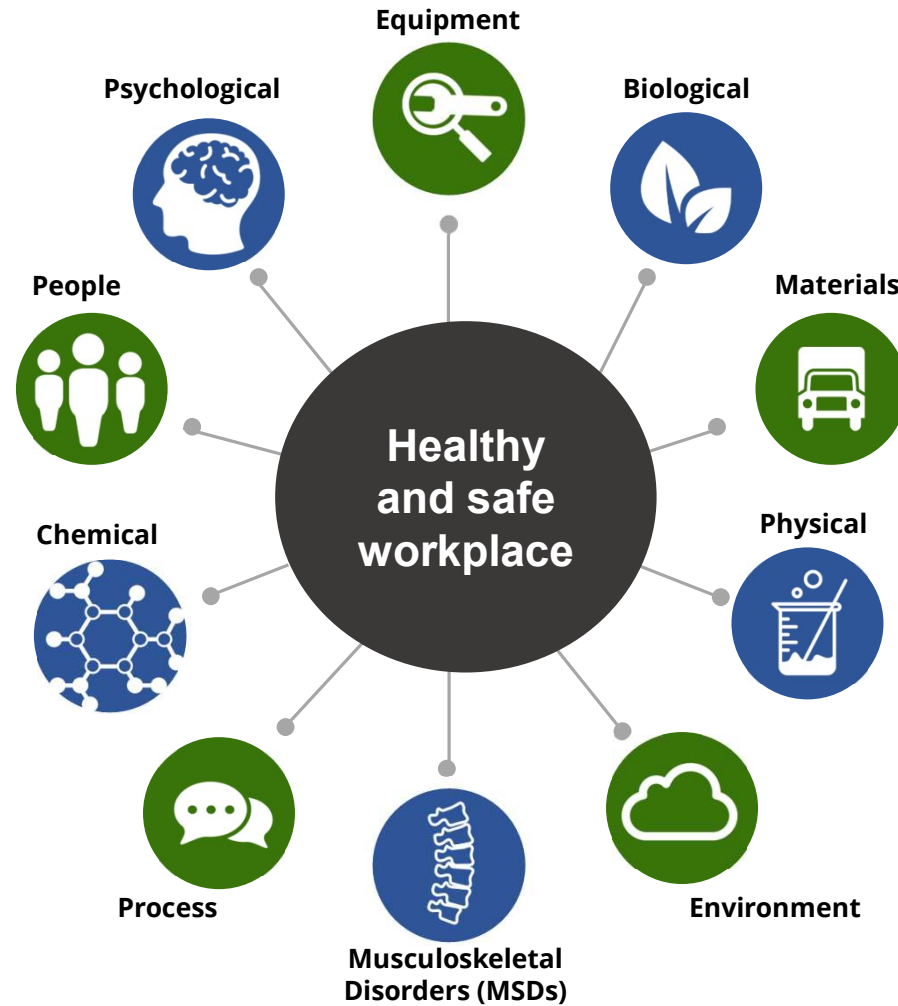 Equipment
Psychological
Biological
People
Materials
Healthy
and safe
workplace
Chemical
Physical
Process
Environment
Musculoskeletal
Disorders (MSDs)